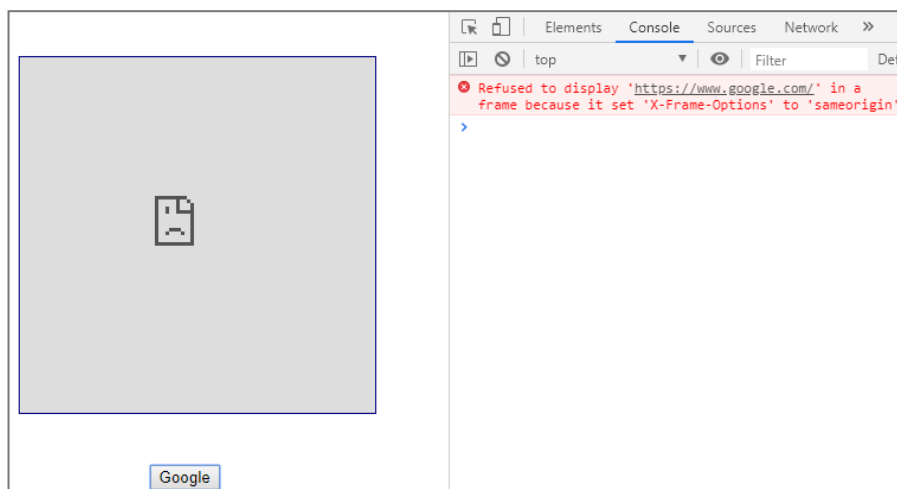 Elements Console Sources Network »
top ▼ Filter Def
Refused to display 'https://www.google.com/' in a
frame because it set 'X-Frame-Options' to 'sameorigin'
>
Google